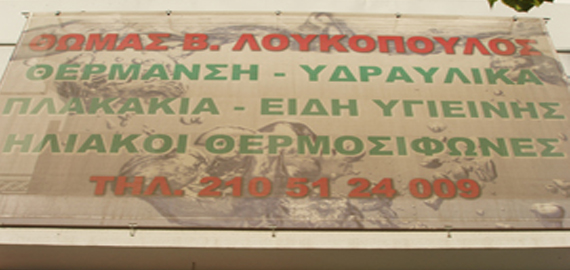 ΘΩΜΑΣ Β. ΛΟΥΚΟΠΟΥΛΟΣ
ΘΕΡΜΑΝΣΗ - ΥΔΡΑΥΛΙΚΑ
ΠΛΑΚΑΚΙΑ - ΕΙΔΗ ΥΓΙΕΙΝΗΣ
ΗΛΙΑΚΟΙ ΘΕΡΜΟΣΙΦΩΝΕΣ
ΤΗΛ. 210 51 24 009